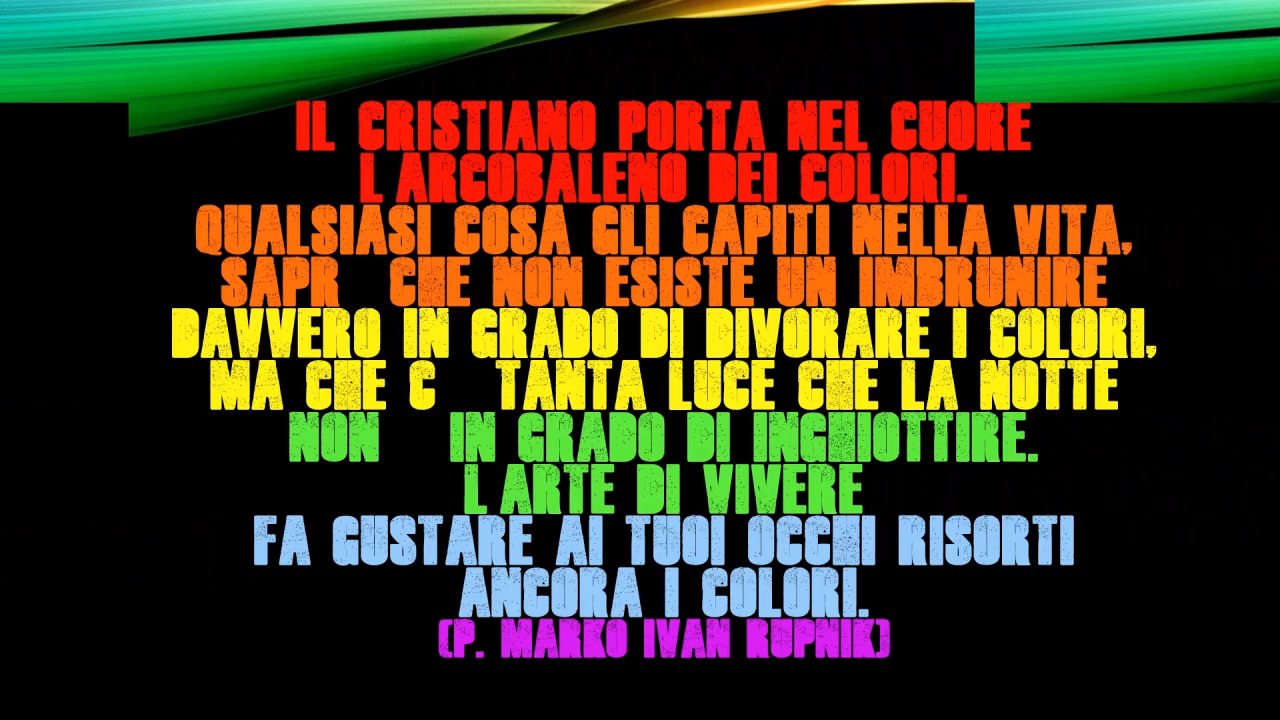 IL CRISTIANO PORTA NEL CUORE
L ARCOBALENO DEI COLORI.
QUALSIASI COSA GLI CAPITI NELLA VITA,
SAPR  CHE NON ESISTE UN IMBRUNIRE
DAVVERO IN GRADO DI DIVORARE I COLORI,
MA CHE C  TANTA LUCE CHE LA NOTTE
NON  IN GRADO DI INGHIOTTIRE.
L ARTE DI VIVERE
FA GUSTARE AI TUOI OCCHI RISORTI
ANCORA I COLORI.
(P. MARKO IVAN RUPNIK)